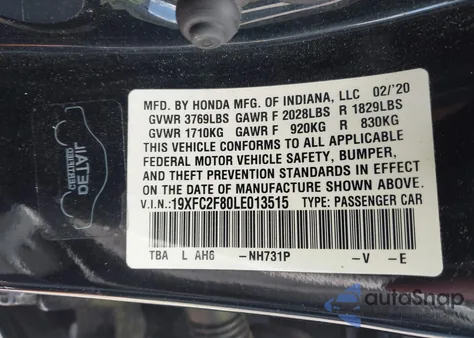 MFD. BY HONDA MFG. OF INDIANA, LLC 02/'20
GVWR 3769LBS GAWR F 2028LBS R 1829LBS
GVWR 1710KG GAWR F 920KG R 830KG
THIS VEHICLE CONFORMS TO ALL APPLICABLE
FEDERAL MOTOR VEHICLE SAFETY, BUMPER,
AND THEFT PREVENTION STANDARDS IN EFFECT
ON THE DATE OF MANUFACTURE SHOWN ABOVE.
V.I.N.: 19XFC2F80LE013515 TYPE: PASSENGER CAR
TBA L AH6 -NH731P -V -E
CERTIFIED
DETAIL
autoSnap